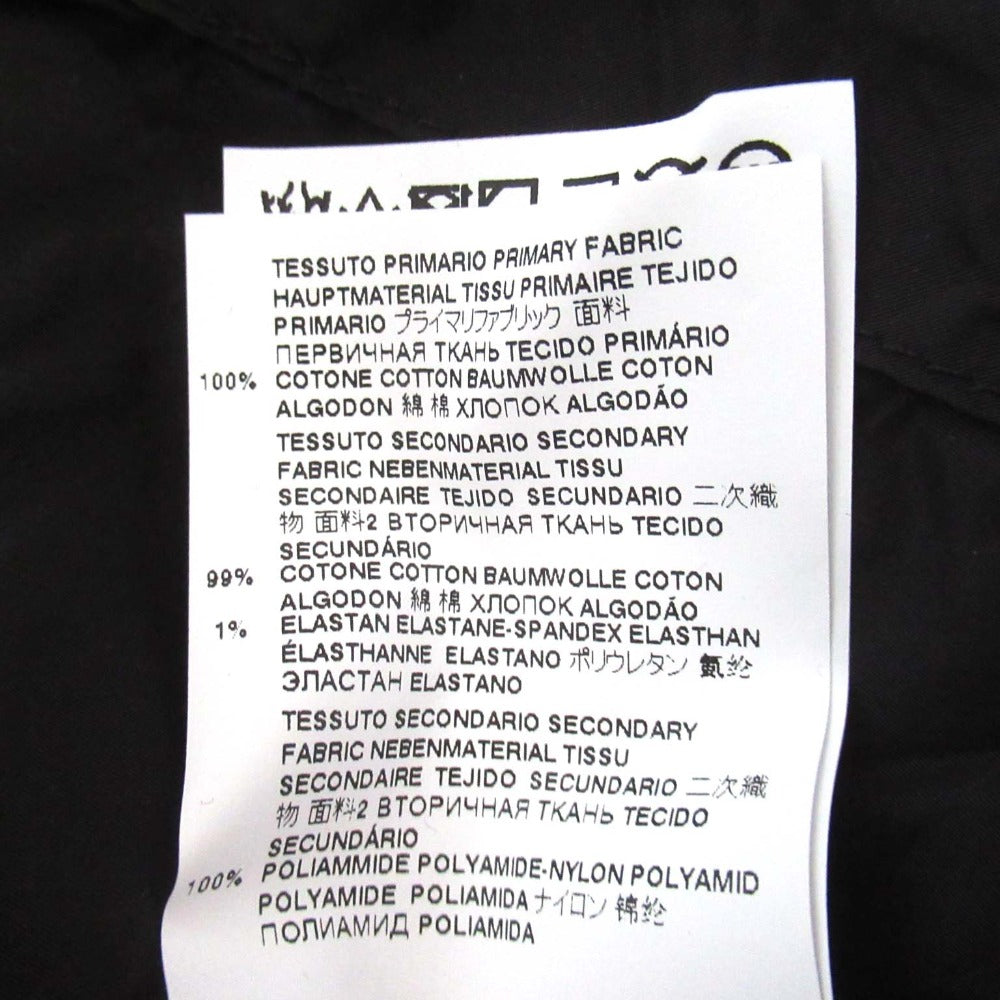 TESSUTO PRIMARIO PRIMARY FABRIC
HAUPTMATERIAL TISSU PRIMAIRE TEJIDO
PRIMARIO プライマリファブリック 面料
ПЕРВИЧНАЯ ТКАНЬ TECIDO PRIMÁRIO
100% COTONE COTTON BAUMWOLLE COTON
ALGODON 綿 棉 ХЛОПОК ALGODÃO
TESSUTO SECONDARIO SECONDARY
FABRIC NEBENMATERIAL TISSU
SECONDAIRE TEJIDO SECUNDARIO 二次織
物 面料2 ВТОРИЧНАЯ ТКАНЬ TECIDO
SECUNDÁRIO
99% COTONE COTTON BAUMWOLLE COTON
ALGODON 綿 棉 ХЛОПОК ALGODÃO
1% ELASTAN ELASTANE-SPANDEX ELASTHAN
ÉLASTHANNE ELASTANO ポリウレタン 氨纶
ЭЛАСТАН ELASTANO
TESSUTO SECONDARIO SECONDARY
FABRIC NEBENMATERIAL TISSU
SECONDAIRE TEJIDO SECUNDARIO 二次織
物 面料2 ВТОРИЧНАЯ ТКАНЬ TECIDO
SECUNDÁRIO
100% POLIAMMIDE POLYAMIDE-NYLON POLYAMID
POLYAMIDE POLIAMIDA ナイロン 锦纶
ПОЛИАМИД POLIAMIDA